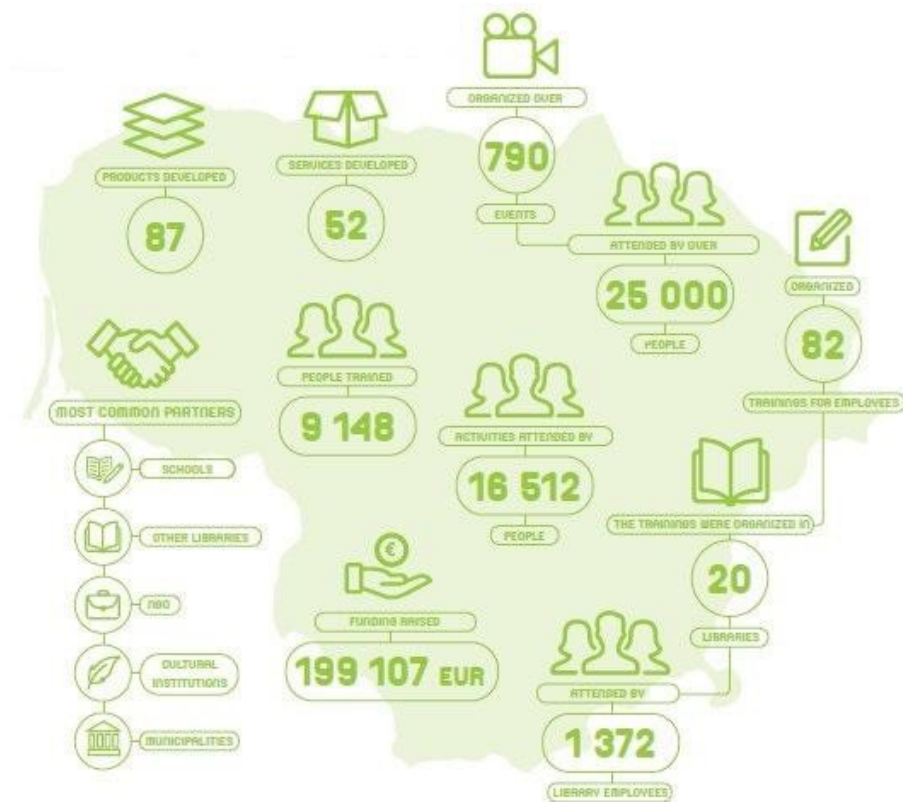 ORGANIZED OVER
790
EVENTS
ATTENDED BY OVER
25 000
PEOPLE
PRODUCTS DEVELOPED
87
SERVICES DEVELOPED
52
ORGANIZED
82
TRAININGS FOR EMPLOYEES
THE TRAININGS WERE ORGANIZED IN
20
LIBRARIES
ATTENDED BY
1 372
LIBRARY EMPLOYEES
PEOPLE TRAINED
9 148
ACTIVITIES ATTENDED BY
16 512
PEOPLE
MOST COMMON PARTNERS
SCHOOLS
OTHER LIBRARIES
NGO
CULTURAL
INSTITUTIONS
MUNICIPALITIES
€
FUNDING RAISED
199 107 EUR